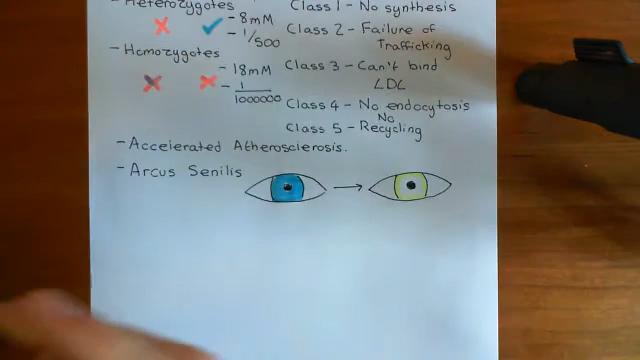 - Heterozygotes
- 8mM
- 1/500
- Homozygotes
- 18mM
- 1/1000000
Class 1 - No synthesis
Class 2 - Failure of
Trafficking
Class 3 - Can't bind
LDL
Class 4 - No endocytosis
Class 5 - No Recycling
- Accelerated Atherosclerosis.
- Arcus Senilis